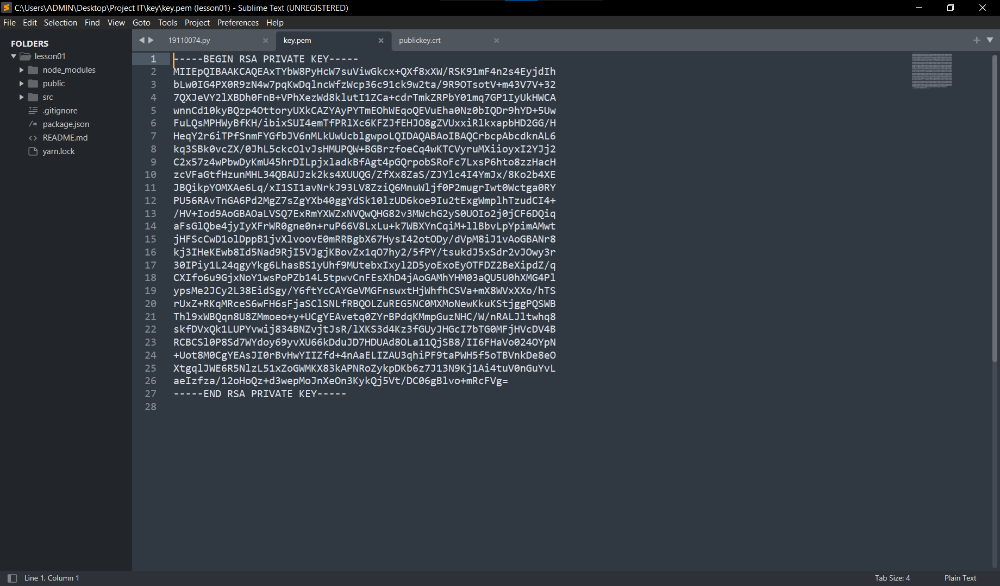 C:\Users\ADMIN\Desktop\Project IT\key\key.pem (lesson01) - Sublime Text (UNREGISTERED)
File Edit Selection Find View Goto Tools Project Preferences Help
FOLDERS
lesson01
node_modules
public
src
.gitignore
/* package.json
<> README.md
yarn.lock
19110074.py key.pem publickey.crt
1 -----BEGIN RSA PRIVATE KEY-----
2 MIIEpQIBAAKCAQEAxTYbW8PyHcW7suViwGkcx+QXf8xXW/RSK91mF4n2s4EyjdIh
3 bLw0IG4PX0R9zN4w7pqKwDqlncWfzWcp36c91ck9w2ta/9R9OTsotV+m43V7V+32
4 7QXJeVY2lXBDh0FnB+VPhXezWd8klutI1ZCa+cdrTmkZRPbY01mq7GP1IyUkHWCA
5 wnnCd10kyBQzp4OttoryUXkCAZYAyPYTmEOhWEqoQEVuEha0Nz0bIQDr9hYD+5Uw
6 FuLQsMPHWyBfKH/ibixSUI4emTfPRlXc6KFZJfEHJO8gZVUxxiRlkxapbHD2GG/H
7 HeqY2r6iTPfSnmFYGfbJV6nMLkUwUcblgwpoLQIDAQABAoIBAQCrbcpAbcdknAL6
8 kq3SBk0vcZX/0JhL5ckcOlvJsHMUPQW+BGBrzfoeCq4wKTCVyruMXiioyxI2YJj2
9 C2x57z4wPbwDyKmU45hrDILpjxladkBfAgt4pGQrpobSRoFc7LxsP6hto8zzHacH
10 zcVFaGtfHzunMHL34QBAUJzk2ks4XUUQG/ZfXx8ZaS/ZJYlc4I4YmJx/8Ko2b4XE
11 JBQikpYOMXAe6Lq/xI1SI1avNrkJ93LV8ZziQ6MnuWljf0P2mugrIwt0Wctga0RY
12 PU56RAvTnGA6Pd2MgZ7sZgYXb40ggYdSk10lzUD6koe9Iu2tExgWmplhTzudCI4+
13 /HV+Iod9AoGBAOaLVSQ7ExRmYXWZxNVQwQHG82v3MWchG2yS0UOIo2j0jCF6DQiq
14 aFsGlQbe4jyIyXFrWR0gne0n+ruP66V8LxLu+k7WBXYnCqiM+llBbvLpYpimAMwt
15 jHFScCwD1olDppB1jvXlvoovE0mRRBgbX67HysI42otODy/dVpM8iJ1vAoGBANr8
16 kj3IHeKEwb8Id5Nad9RjI5VJgjKBovZx1qO7hy2/5fPY/tsukdJ5xSdr2vJOwy3r
17 30IPiy1L24qgyYkg6LhasBS1yUhf9MUtebxIxyl2D5yoExoEyOTFDZ2BeXipdZ/q
18 CXIfo6u9GjxNoY1wsPoPZb14L5tpwvCnFEsXhD4jAoGAMhYHM03aQU5U0hXMG4Pl
19 ypsMe2JCy2L38EidSgy/Y6ftYcCAYGeVMGFnswxtHjWhfhCSVa+mX8WVxXXo/hTS
20 rUxZ+RKqMRceS6wFH6sFjaSClSNLfRBQOLZuREG5NC0MXMoNewKkuKStjggPQSWB
21 Thl9xWBQqn8U8ZMmoeo+y+UCgYEAvetq0ZYrBPdqKMmpGuzNHC/W/nRALJltwhq8
22 skfDVxQk1LUPYvwij834BNZvjtJsR/lXKS3d4Kz3fGUyJHGcI7bTG0MFjHVcDV4B
23 RCBCSl0P8Sd7WYdoy69yvXU66kDduJD7HDUAd8OLa11QjSB8/II6FHaVo024OYpN
24 +Uot8M0CgYEAsJI0rBvHwYIIZfd+4nAaELIZAU3qhiPF9taPWH5f5oTBVnkDe8eO
25 XtgqlJWE6R5NlzL51xZoGWMKX83kAPNRoZykpDKb6z7J13N9Kj1Ai4tuV0nGuYvL
26 aeIzfza/12oHoQz+d3wepMoJnXeOn3KykQj5Vt/DC06gBlvo+mRcFVg=
27 -----END RSA PRIVATE KEY-----
28
Line 1, Column 1 Tab Size: 4 Plain Text